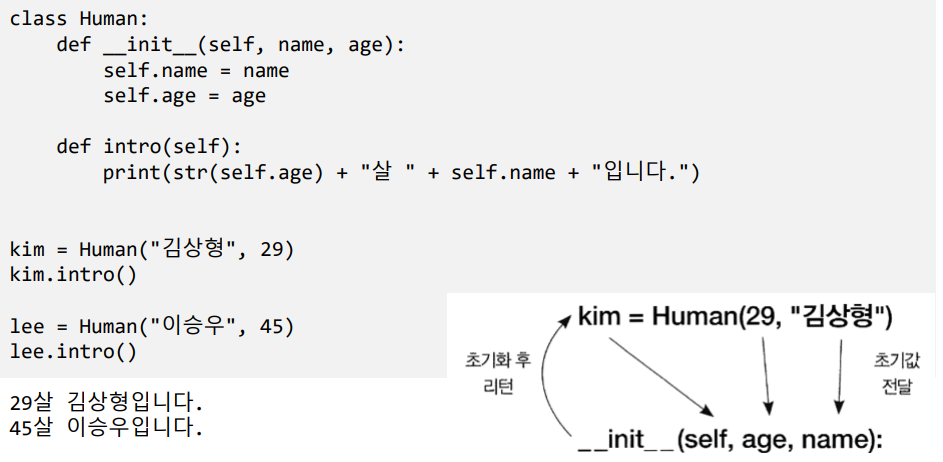 class Human:
    def __init__(self, name, age):
        self.name = name
        self.age = age
    def intro(self):
        print(str(self.age) + "살 " + self.name + "입니다.")
kim = Human("김상형", 29)
kim.intro()
lee = Human("이승우", 45)
lee.intro()
29살 김상형입니다.
45살 이승우입니다.
kim = Human(29, "김상형")
초기화 후
리턴
초기값
전달
__init__(self, age, name):